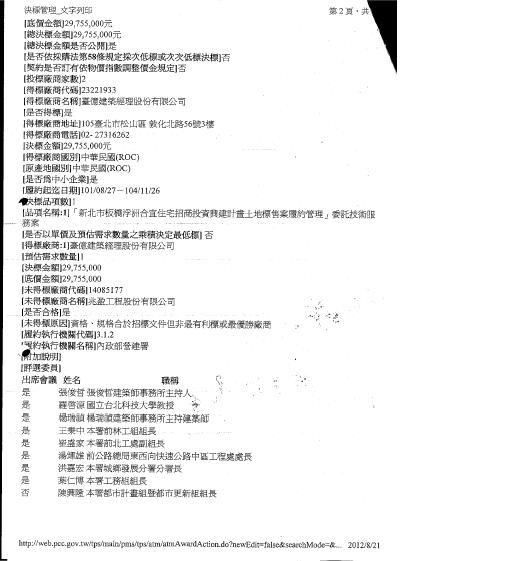 決標管理_文字列印
第 2 頁，共
[底價金額]29,755,000元
[總決標金額]29,755,000元
[總決標金額是否公開]是
[是否依採購法第58條規定採次低標或次次低標決標]否
[契約是否訂有依物價指數調整價金規定]否
[投標廠商家數]2
[得標廠商代碼]23221933
[得標廠商名稱]臺億建築經理股份有限公司
[是否得標]是
[得標廠商地址]105臺北市松山區 敦化北路56號3樓
[得標廠商電話]02- 27316262
[決標金額]29,755,000元
[得標廠商國別]中華民國(ROC)
[原產地國別]中華民國(ROC)
[是否為中小企業]是
[履約起迄日期]101/08/27－104/11/26
決標品項數]1
[品項名稱:1]「新北市板橋浮洲合宜住宅招商投資興建計畫土地標售案履約管理」委託技術服
務案
[是否以單價及預估需求數量之乘積決定最低標] 否
[得標廠商:1]臺億建築經理股份有限公司
[預估需求數量]1
[決標金額]29,755,000
[底價金額]29,755,000
[未得標廠商代碼]14085177
[未得標廠商名稱]兆盈工程股份有限公司
[是否合格]是
[未得標原因]資格、規格合於招標文件但非最有利標或最優勝廠商
[履約執行機關代碼]3.1.2
履約執行機關名稱]內政部營建署
附加說明]
[評選委員]
出席會議 姓名 職稱
是 張俊哲 張俊哲建築師事務所主持人
是 羅啓源 國立台北科技大學教授
是 楊瑞禎 楊瑞禎建築師事務所主持建築師
是 王東中 本署前林工組組長
是 崔盛家 本署前北工處副組長
是 湯輝雄 前公路總局東西向快速公路中區工程處處長
是 洪嘉宏 本署城鄉發展分署分署長
是 葉仁博 本署工務組組長
否 陳興隆 本署都市計畫組暨都市更新組組長
http://web.pcc.gov.tw/tps/main/pms/tps/atm/atmAwardAction.do?newEdit=false&searchMode=&... 2012/8/21